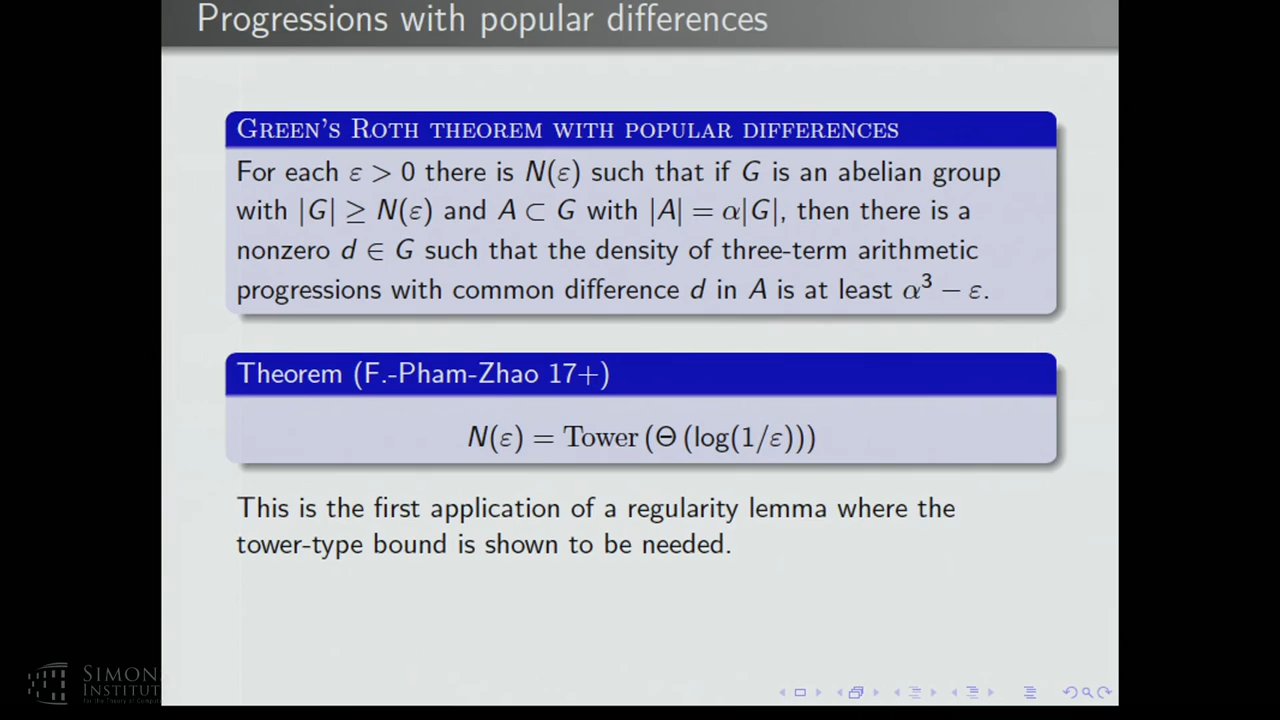 Progressions with popular differences
Green's Roth theorem with popular differences
For each ε > 0 there is N(ε) such that if G is an abelian group
with |G| ≥ N(ε) and A ⊂ G with |A| = α|G|, then there is a
nonzero d ∈ G such that the density of three-term arithmetic
progressions with common difference d in A is at least α³ − ε.
Theorem (F.-Pham-Zhao 17+)
N(ε) = Tower (Θ (log(1/ε)))
This is the first application of a regularity lemma where the
tower-type bound is shown to be needed.
SIMON
INSTITUT